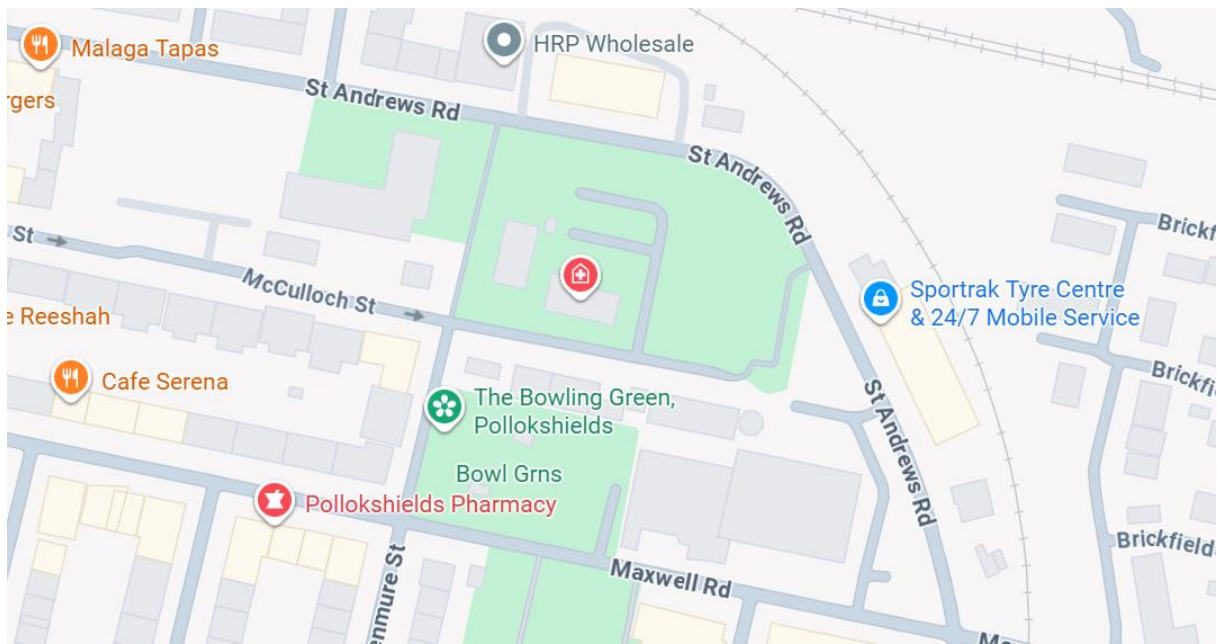 Malaga Tapas
HRP Wholesale
rgers
St Andrews Rd
St Andrews Rd
Brickf
St
McCulloch St
Sportrak Tyre Centre
& 24/7 Mobile Service
e Reeshah
Cafe Serena
Brickfi
The Bowling Green,
Pollokshields
St Andrews Rd
Bowl Grns
Pollokshields Pharmacy
Brickfield
Maxwell Rd
enmure St
Ma